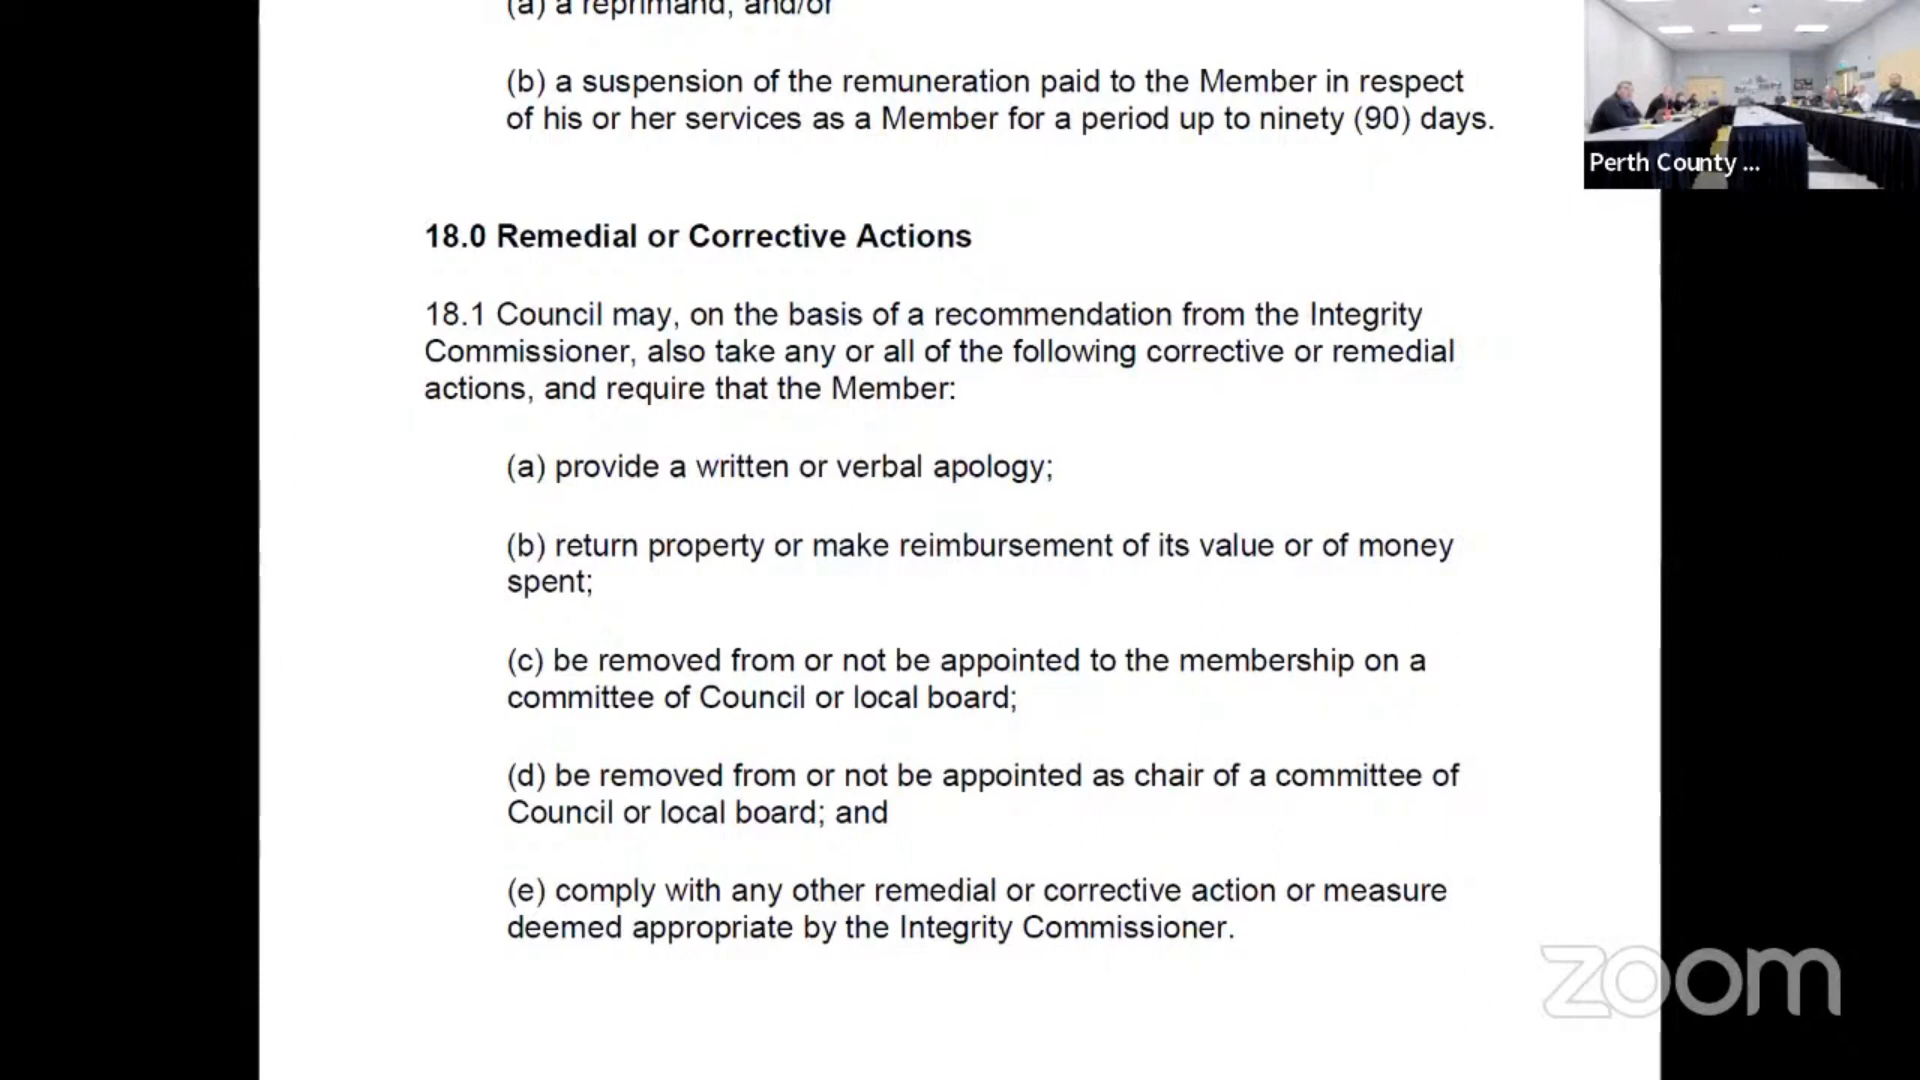 (a) a reprimand, and/or
(b) a suspension of the remuneration paid to the Member in respect
of his or her services as a Member for a period up to ninety (90) days.
Perth County ...
18.0 Remedial or Corrective Actions
18.1 Council may, on the basis of a recommendation from the Integrity
Commissioner, also take any or all of the following corrective or remedial
actions, and require that the Member:
(a) provide a written or verbal apology;
(b) return property or make reimbursement of its value or of money
spent;
(c) be removed from or not be appointed to the membership on a
committee of Council or local board;
(d) be removed from or not be appointed as chair of a committee of
Council or local board; and
(e) comply with any other remedial or corrective action or measure
deemed appropriate by the Integrity Commissioner.
zoom